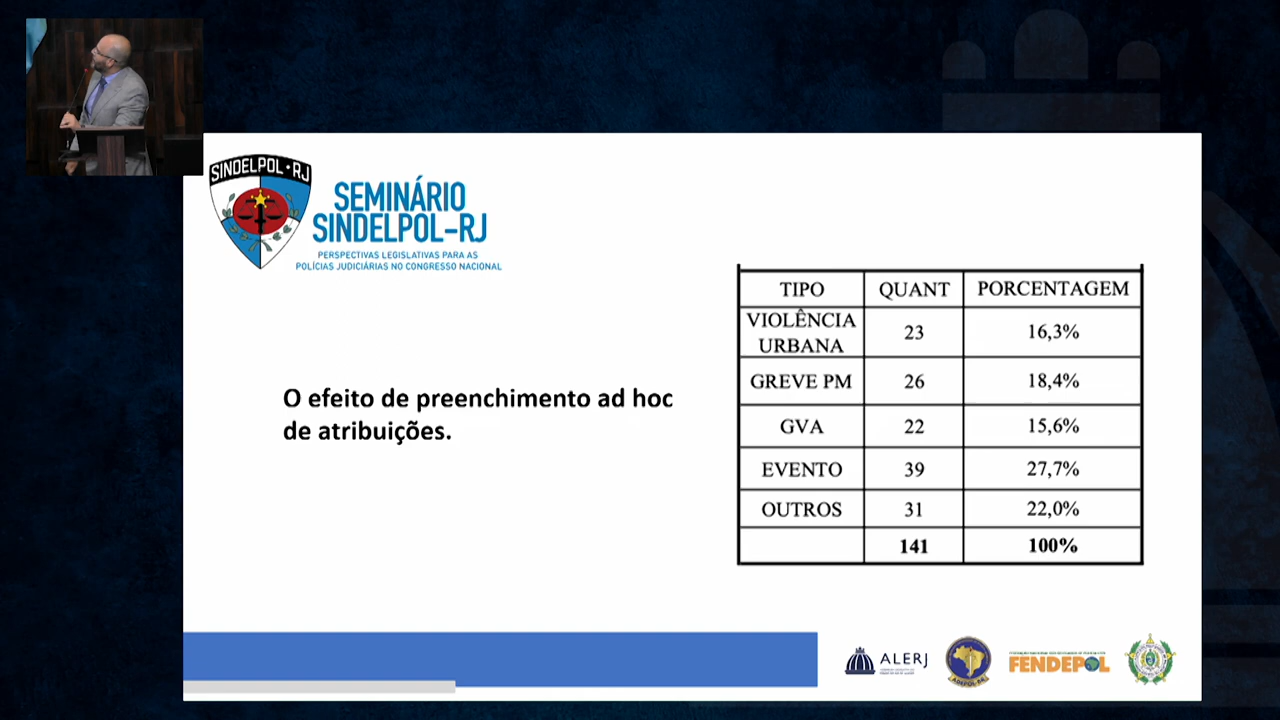 SINDELPOL • RJ
SEMINÁRIO
SINDELPOL-RJ
PERSPECTIVAS LEGISLATIVAS PARA AS
POLÍCIAS JUDICIÁRIAS NO CONGRESSO NACIONAL
O efeito de preenchimento ad hoc
de atribuições.
TIPO QUANT PORCENTAGEM
VIOLÊNCIA
URBANA 23 16,3%
GREVE PM 26 18,4%
GVA 22 15,6%
EVENTO 39 27,7%
OUTROS 31 22,0%
141 100%
ALERJ
ADEPOL-RJ
FENDEPOL